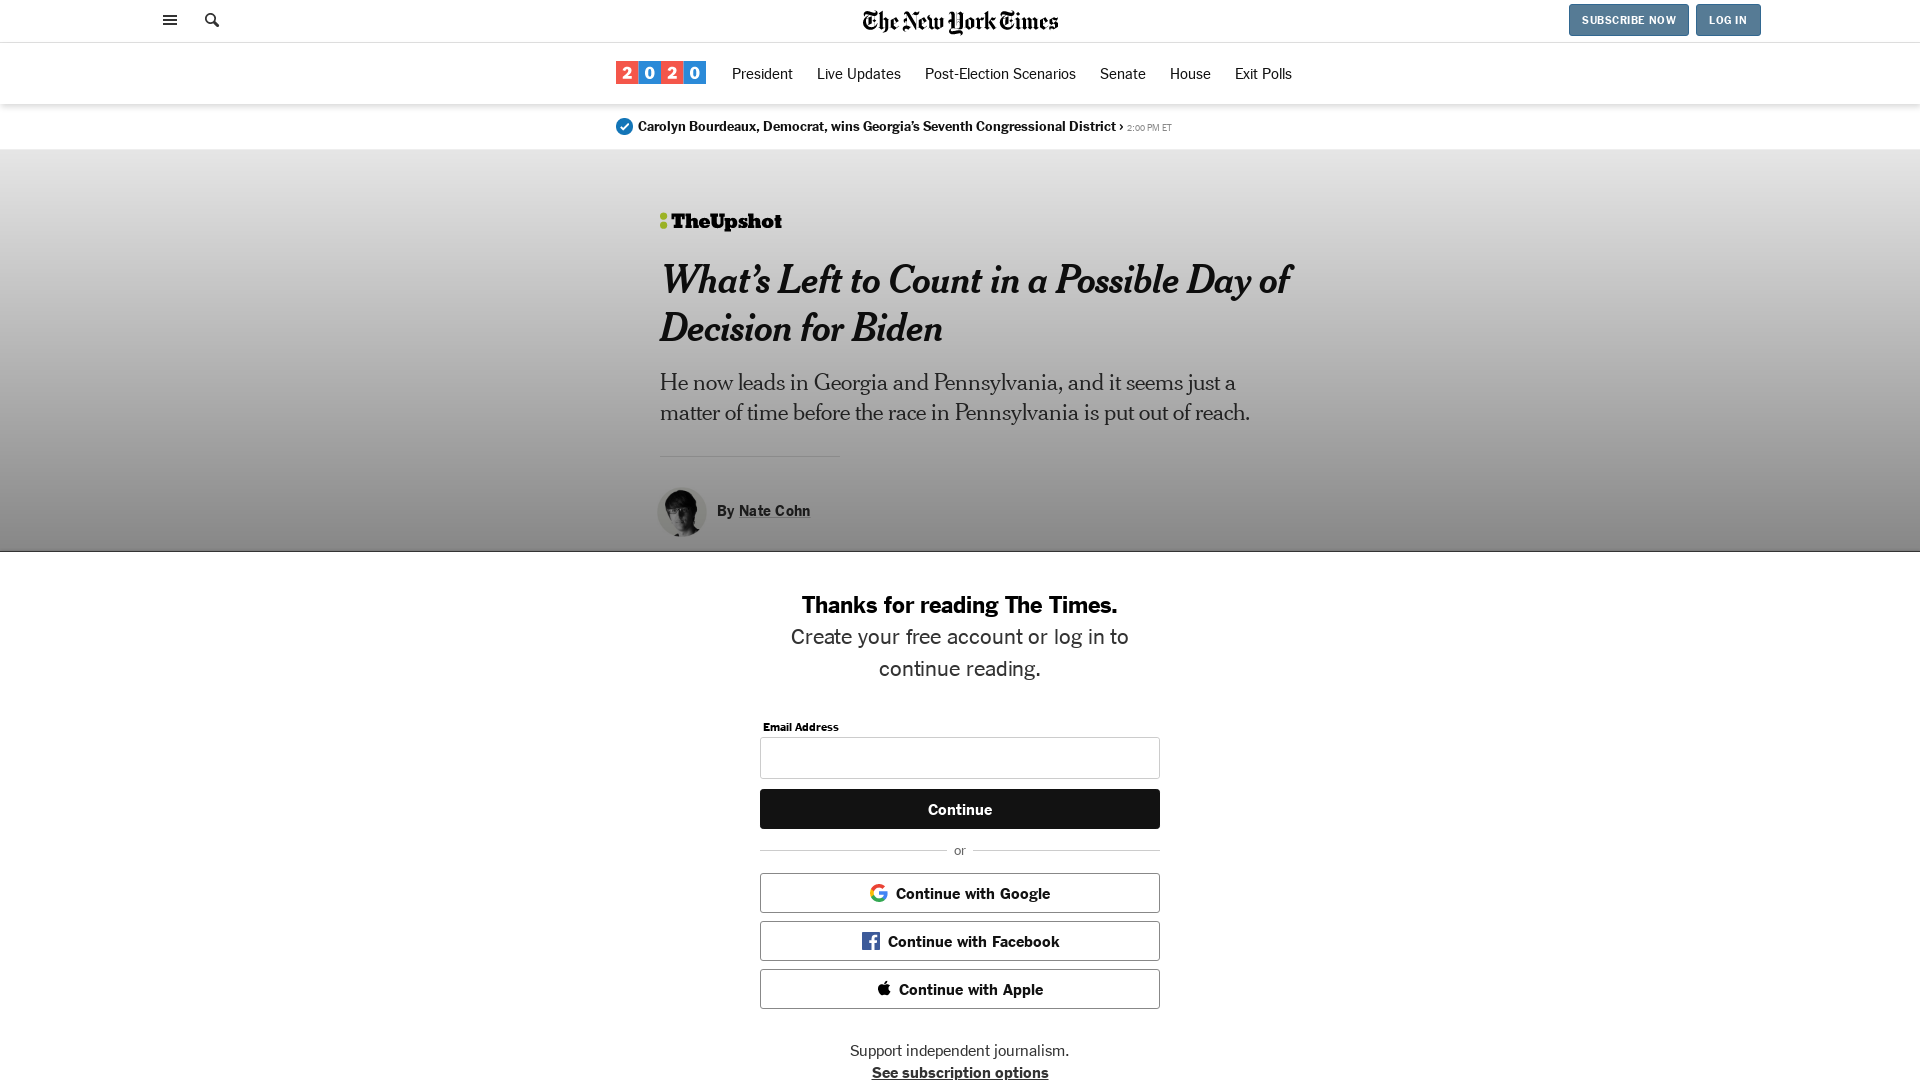 The New York Times
SUBSCRIBE NOW
LOG IN
2020
President
Live Updates
Post-Election Scenarios
Senate
House
Exit Polls
Carolyn Bourdeaux, Democrat, wins Georgia’s Seventh Congressional District › 2:00 PM ET
TheUpshot
What’s Left to Count in a Possible Day of
Decision for Biden
He now leads in Georgia and Pennsylvania, and it seems just a
matter of time before the race in Pennsylvania is put out of reach.
By Nate Cohn
Thanks for reading The Times.
Create your free account or log in to
continue reading.
Email Address
Continue
or
Continue with Google
Continue with Facebook
Continue with Apple
Support independent journalism.
See subscription options